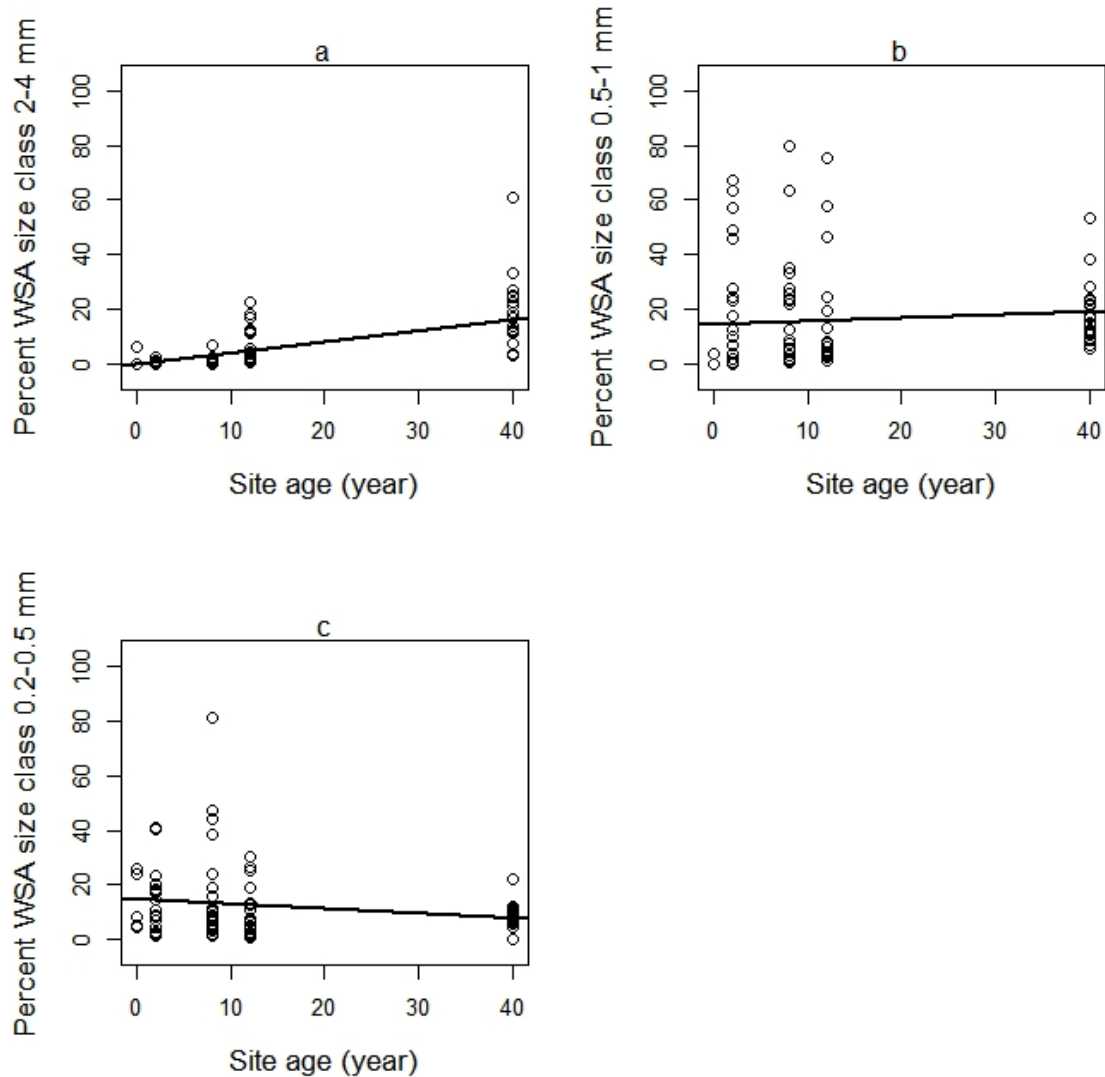 a
Percent WSA size class 2-4 mm
100
80
60
40
20
0
0 10 20 30 40
Site age (year)
b
Percent WSA size class 0.5-1 mm
100
80
60
40
20
0
0 10 20 30 40
Site age (year)
c
Percent WSA size class 0.2-0.5 mm
100
80
60
40
20
0
0 10 20 30 40
Site age (year)